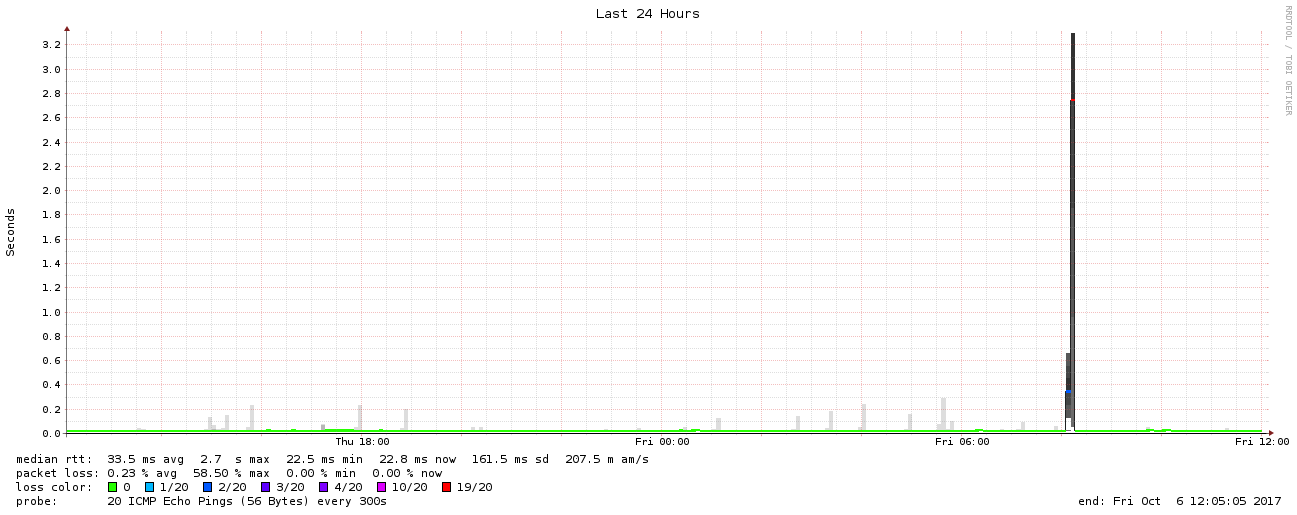 Last 24 Hours
RRDTOOL / TOBI OETIKER
Seconds
3.2
3.0
2.8
2.6
2.4
2.2
2.0
1.8
1.6
1.4
1.2
1.0
0.8
0.6
0.4
0.2
0.0
Thu 18:00 Fri 00:00 Fri 06:00 Fri 12:00
median rtt: 33.5 ms avg 2.7 s max 22.5 ms min 22.8 ms now 161.5 ms sd 207.5 m am/s
packet loss: 0.23 % avg 58.50 % max 0.00 % min 0.00 % now
loss color: 0 1/20 2/20 3/20 4/20 10/20 19/20
probe: 20 ICMP Echo Pings (56 Bytes) every 300s end: Fri Oct 6 12:05:05 2017